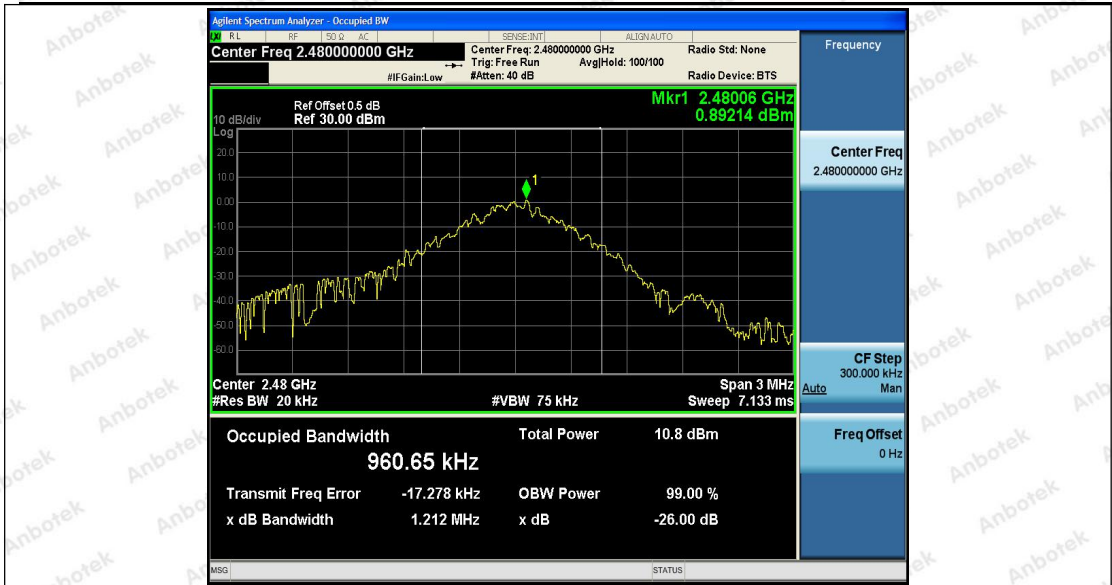 Agilent Spectrum Analyzer - Occupied BW
LXI RL RF 50 Ω AC SENSE:INT ALIGNAUTO
Center Freq 2.480000000 GHz
Center Freq: 2.480000000 GHz Radio Std: None
Trig: Free Run Avg|Hold: 100/100
#IFGain:Low #Atten: 40 dB Radio Device: BTS
Frequency
Ref Offset 0.5 dB
10 dB/div Ref 30.00 dBm
Mkr1 2.48006 GHz
0.89214 dBm
Log
20.0
10.0
0.00
-10.0
-20.0
-30.0
-40.0
-50.0
-60.0
1
Center 2.48 GHz Span 3 MHz
#Res BW 20 kHz #VBW 75 kHz Sweep 7.133 ms
Center Freq
2.480000000 GHz
CF Step
300.000 kHz
Auto Man
Freq Offset
0 Hz
Occupied Bandwidth Total Power 10.8 dBm
960.65 kHz
Transmit Freq Error -17.278 kHz OBW Power 99.00 %
x dB Bandwidth 1.212 MHz x dB -26.00 dB
MSG STATUS
Anbotek